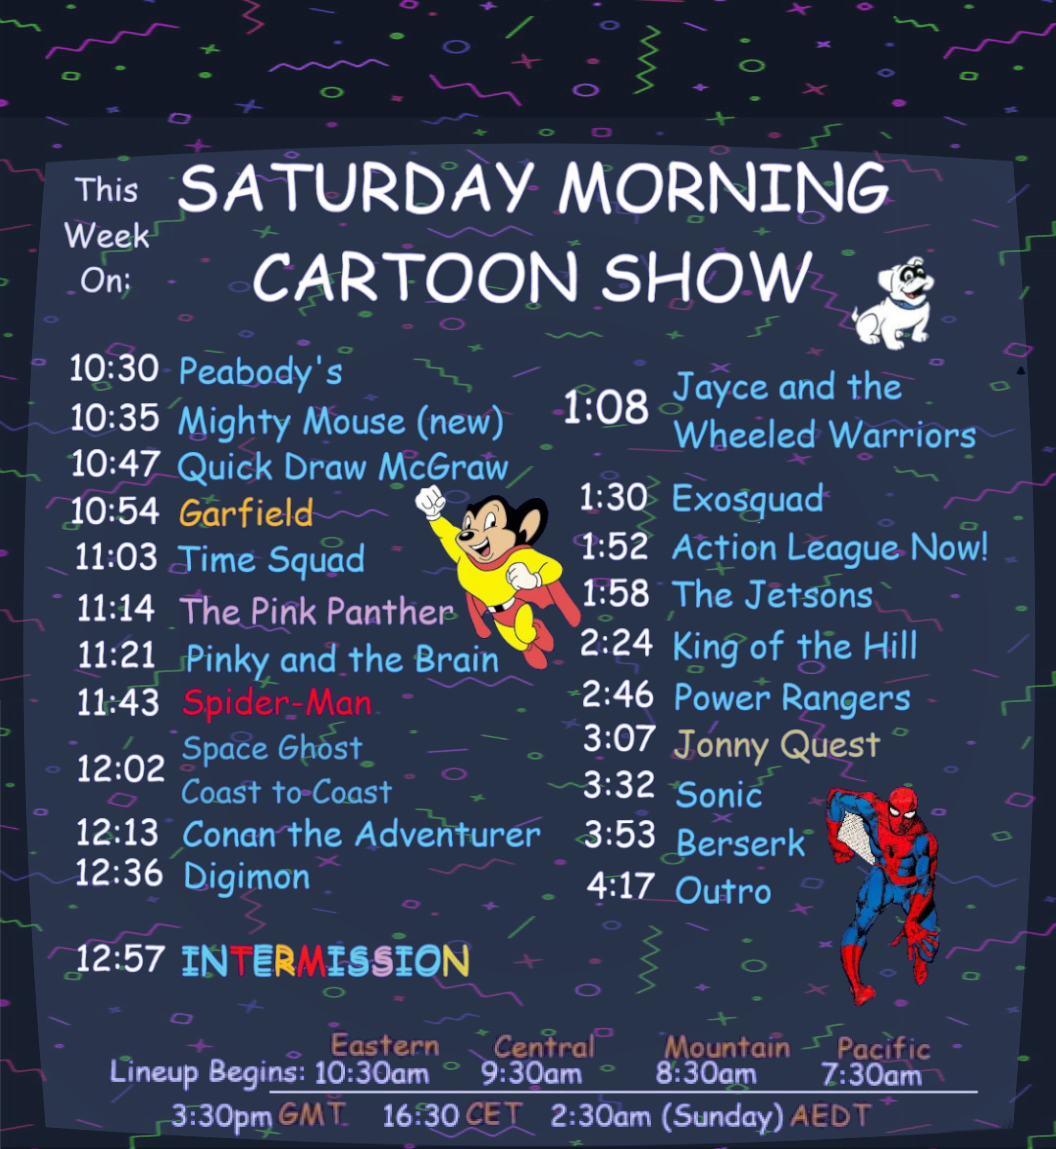 This
Week
On:
SATURDAY MORNING
CARTOON SHOW
10:30 Peabody's
10:35 Mighty Mouse (new)
10:47 Quick Draw McGraw
10:54 Garfield
11:03 Time Squad
11:14 The Pink Panther
11:21 Pinky and the Brain
11:43 Spider-Man
12:02 Space Ghost
Coast to Coast
12:13 Conan the Adventurer
12:36 Digimon
12:57 INTERMISSION
1:08 Jayce and the
Wheeled Warriors
1:30 Exosquad
1:52 Action League Now!
1:58 The Jetsons
2:24 King of the Hill
2:46 Power Rangers
3:07 Jonny Quest
3:32 Sonic
3:53 Berserk
4:17 Outro
Eastern Central Mountain Pacific
Lineup Begins: 10:30am 9:30am 8:30am 7:30am
3:30pm GMT 16:30 CET 2:30am (Sunday) AEDT